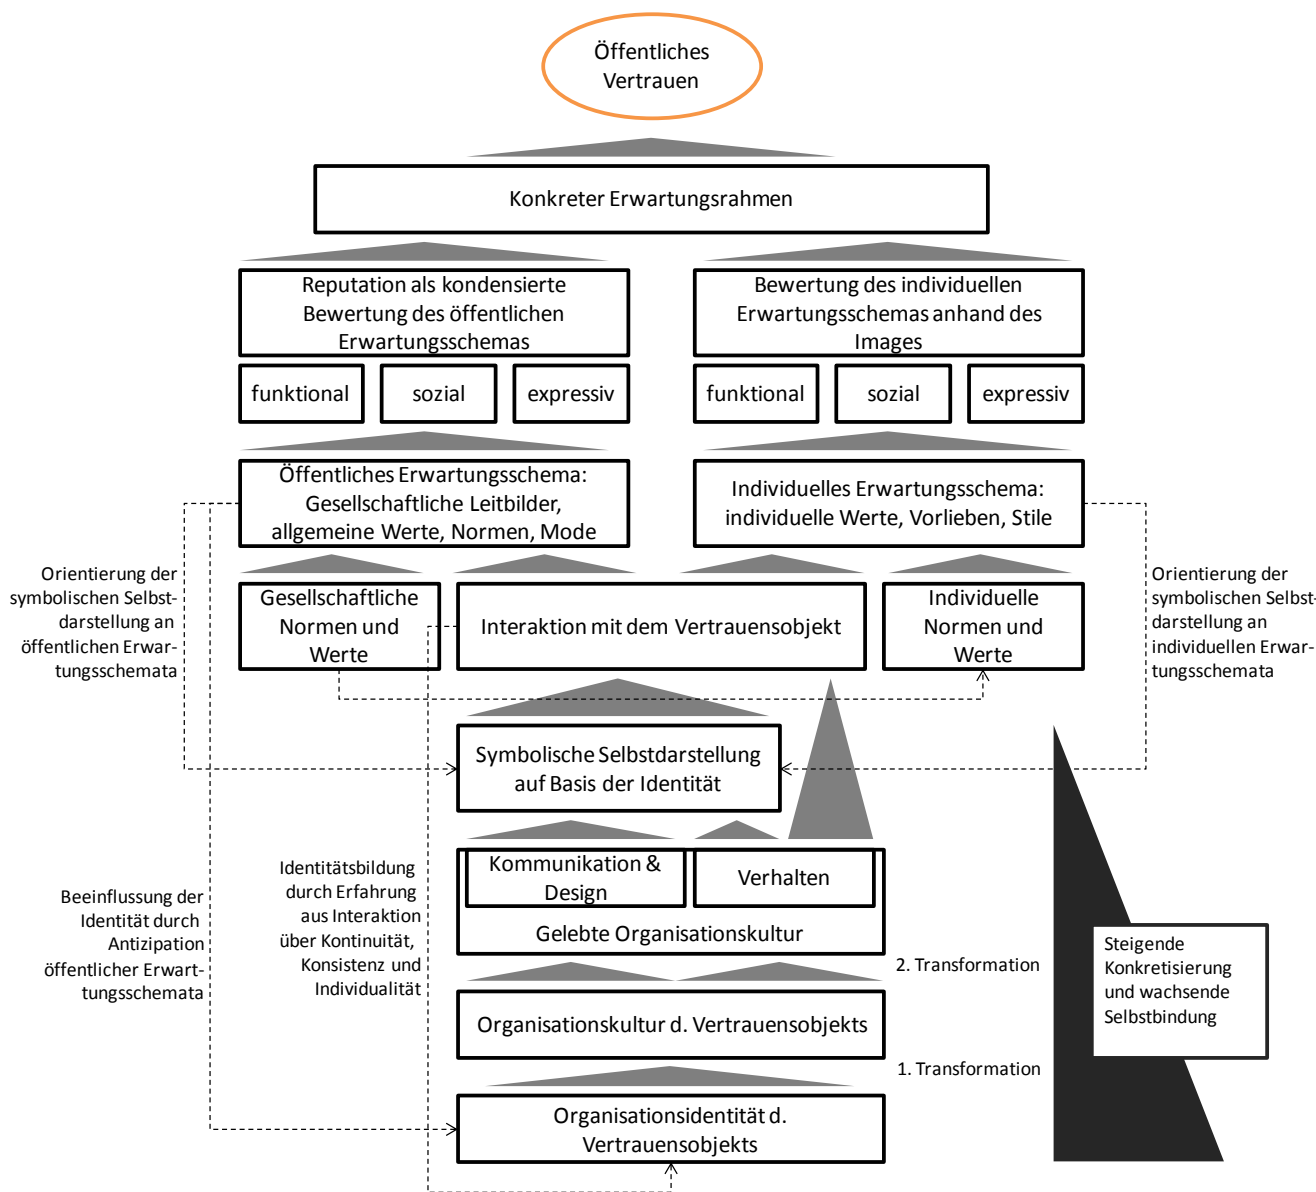 Öffentliches
Vertrauen
Konkreter Erwartungsrahmen
Reputation als kondensierte
Bewertung des öffentlichen
Erwartungsschemas
Bewertung des individuellen
Erwartungsschemas anhand des
Images
funktional
sozial
expressiv
funktional
sozial
expressiv
Öffentliches Erwartungsschema:
Gesellschaftliche Leitbilder,
allgemeine Werte, Normen, Mode
Individuelles Erwartungsschema:
individuelle Werte, Vorlieben, Stile
Orientierung der
symbolischen Selbst-
darstellung an
öffentlichen Erwar-
tungsschemata
Gesellschaftliche
Normen und
Werte
Interaktion mit dem Vertrauensobjekt
Individuelle
Normen und
Werte
Orientierung der
symbolischen Selbst-
darstellung an
individuellen Erwar-
tungsschemata
Symbolische Selbstdarstellung
auf Basis der Identität
Beeinflussung der
Identität durch
Antizipation
öffentlicher Erwar-
tungsschemata
Identitätsbildung
durch Erfahrung
aus Interaktion
über Kontinuität,
Konsistenz und
Individualität
Kommunikation &
Design
Verhalten
Gelebte Organisationskultur
2. Transformation
Organisationskultur d. Vertrauensobjekts
1. Transformation
Organisationsidentität d.
Vertrauensobjekts
Steigende
Konkretisierung
und wachsende
Selbstbindung